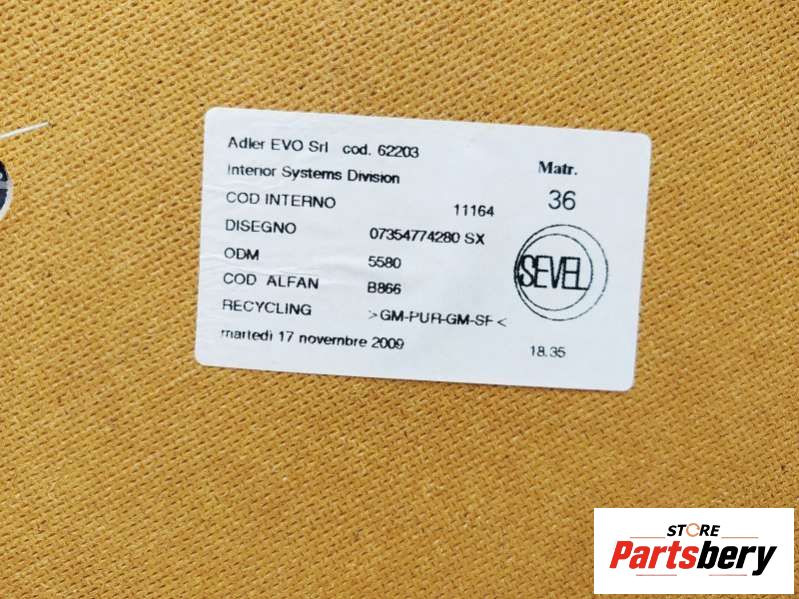 Adler EVO Srl cod. 62203
Interior Systems Division
Matr.
36
COD INTERNO 11164
DISEGNO 07354774280 SX
ODM 5580
COD ALFAN B866
RECYCLING >GM-PUR-GM-SF<
martedì 17 novembre 2009
SEVEL
18.35
STORE
Partsbery